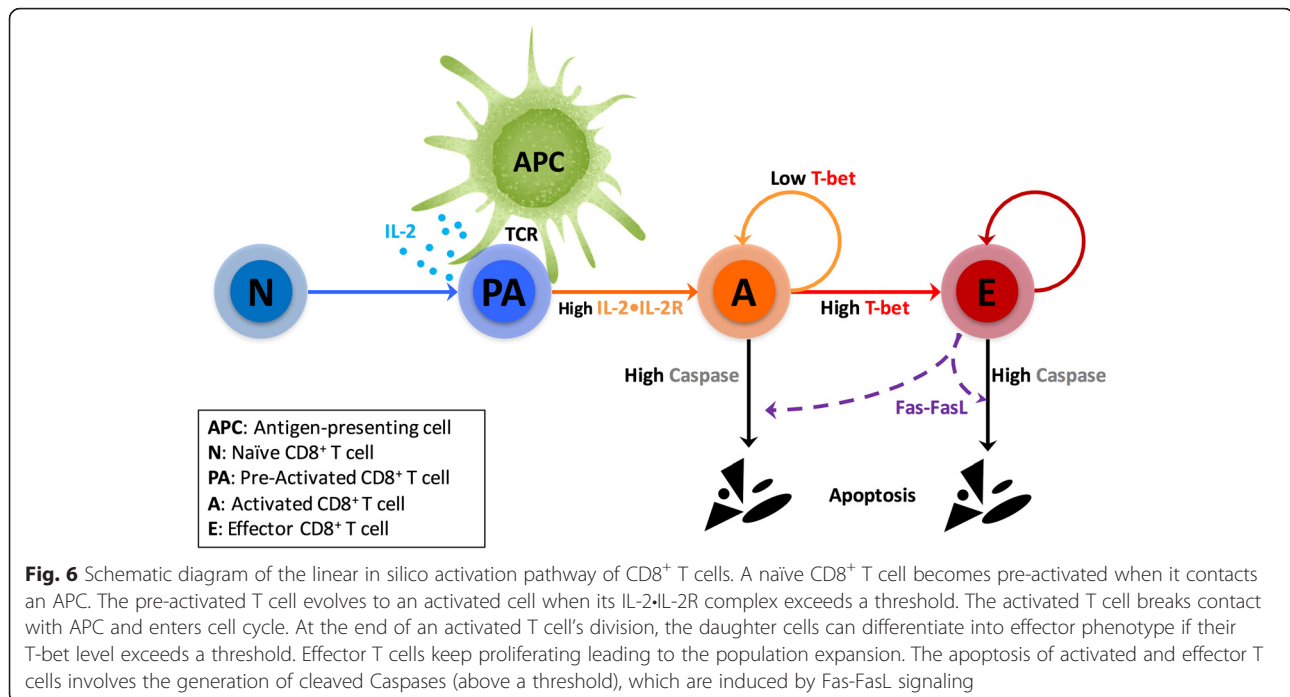 APC
Low T-bet
IL-2
TCR
N
PA
A
E
High IL-2•IL-2R
High T-bet
High Caspase
High Caspase
Fas-FasL
Apoptosis
APC: Antigen-presenting cell
N: Naïve CD8⁺ T cell
PA: Pre-Activated CD8⁺ T cell
A: Activated CD8⁺ T cell
E: Effector CD8⁺ T cell
Fig. 6 Schematic diagram of the linear in silico activation pathway of CD8⁺ T cells. A naïve CD8⁺ T cell becomes pre-activated when it contacts
an APC. The pre-activated T cell evolves to an activated cell when its IL-2•IL-2R complex exceeds a threshold. The activated T cell breaks contact
with APC and enters cell cycle. At the end of an activated T cell's division, the daughter cells can differentiate into effector phenotype if their
T-bet level exceeds a threshold. Effector T cells keep proliferating leading to the population expansion. The apoptosis of activated and effector T
cells involves the generation of cleaved Caspases (above a threshold), which are induced by Fas-FasL signaling